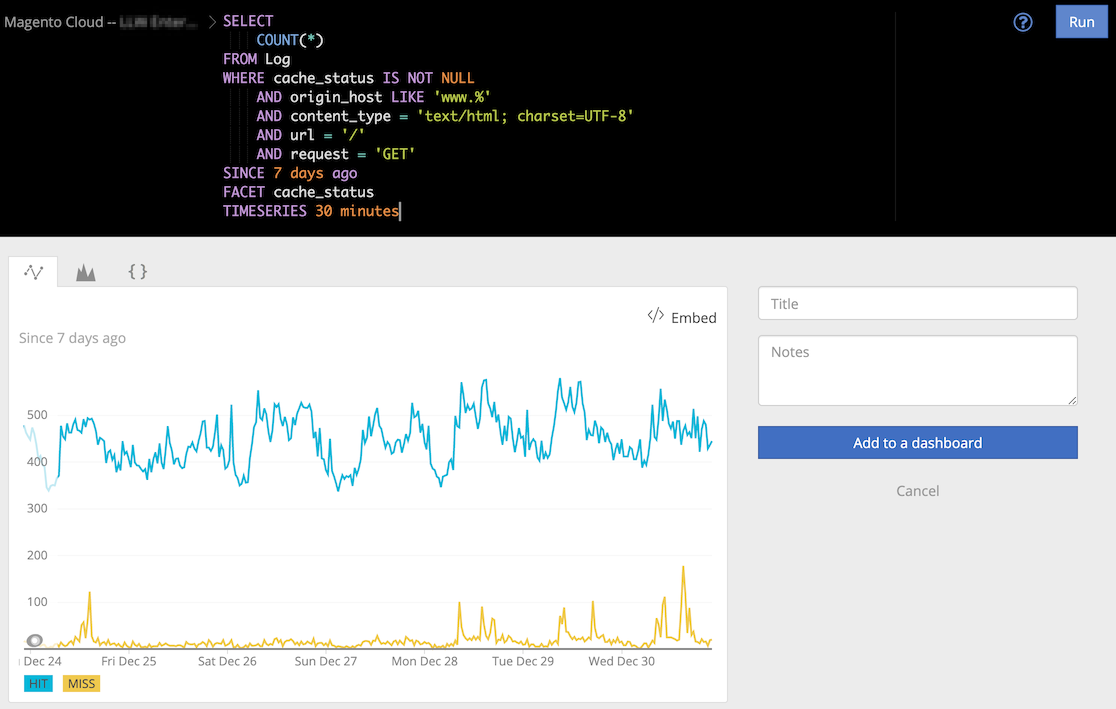 Magento Cloud --
SELECT
COUNT(*)
FROM Log
WHERE cache_status IS NOT NULL
AND origin_host LIKE 'www.%'
AND content_type = 'text/html; charset=UTF-8'
AND url = '/'
AND request = 'GET'
SINCE 7 days ago
FACET cache_status
TIMESERIES 30 minutes
?
Run
{ }
</> Embed
Since 7 days ago
500
400
300
200
100
Dec 24
Fri Dec 25
Sat Dec 26
Sun Dec 27
Mon Dec 28
Tue Dec 29
Wed Dec 30
HIT
MISS
Title
Notes
Add to a dashboard
Cancel